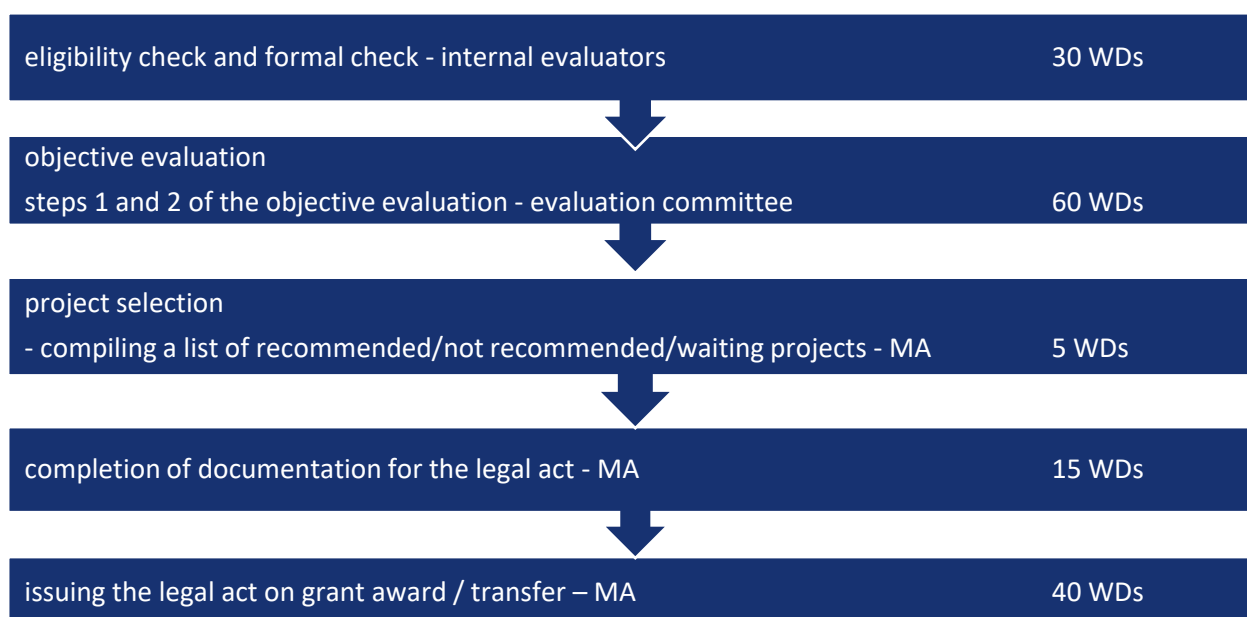 eligibility check and formal check - internal evaluators 30 WDs
objective evaluation
steps 1 and 2 of the objective evaluation - evaluation committee 60 WDs
project selection
- compiling a list of recommended/not recommended/waiting projects - MA 5 WDs
completion of documentation for the legal act - MA 15 WDs
issuing the legal act on grant award / transfer – MA 40 WDs